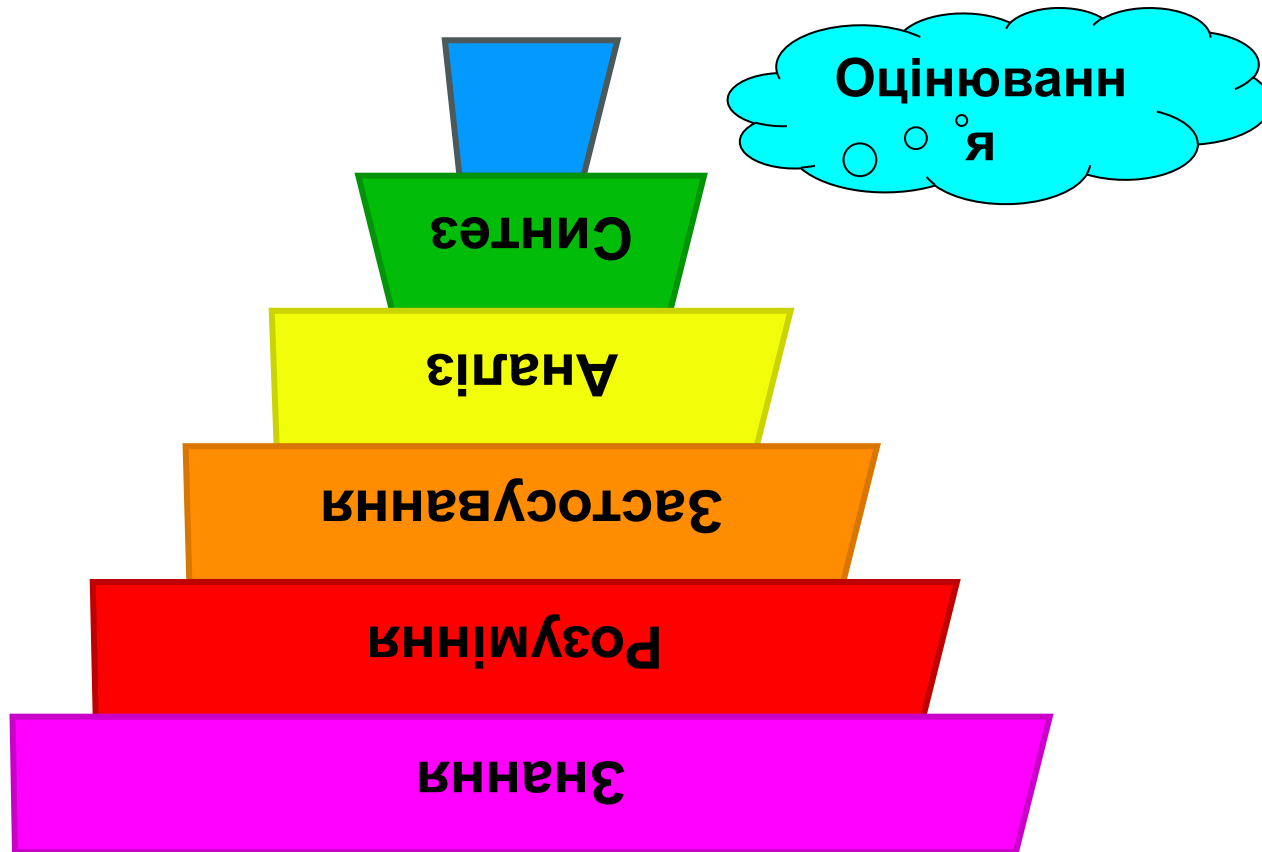 Оцінюванн
я
Синтез
Аналіз
Застосування
Розуміння
Знання